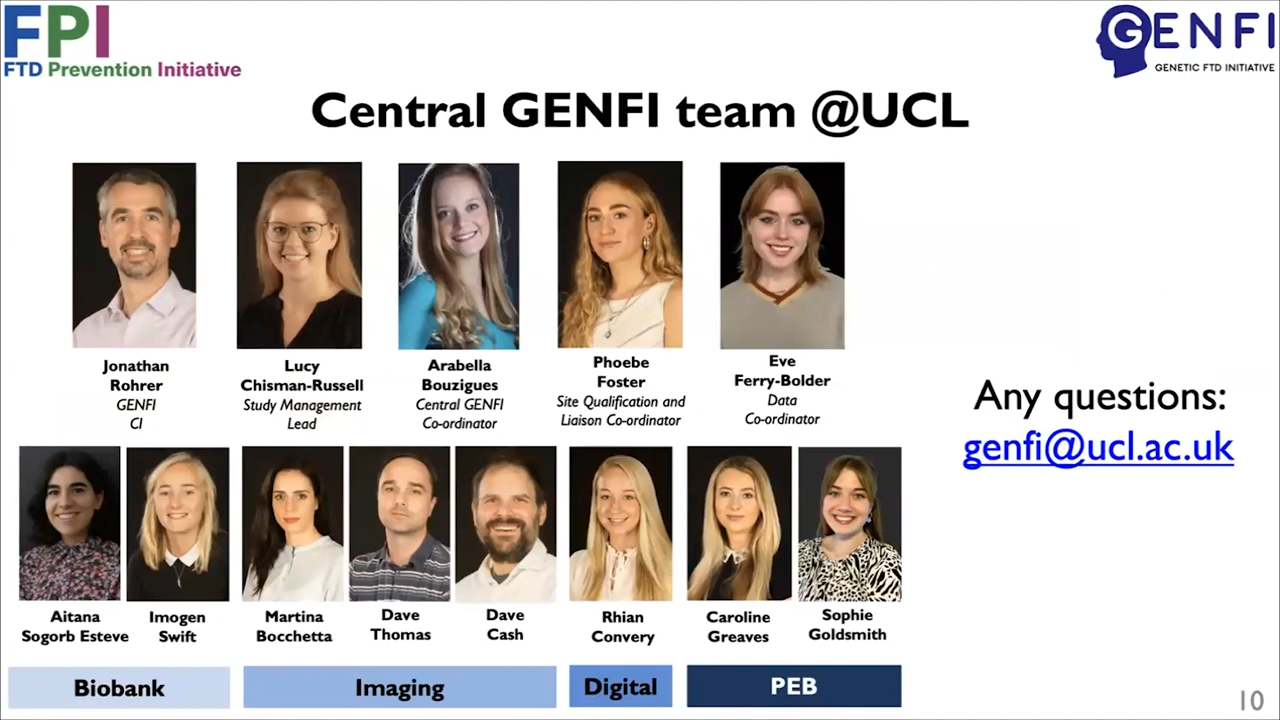 FPI
FTD Prevention Initiative
GENFI
GENETIC FTD INITIATIVE
Central GENFI team @UCL
Jonathan
Rohrer
GENFI
CI
Lucy
Chisman-Russell
Study Management
Lead
Arabella
Bouzigues
Central GENFI
Co-ordinator
Phoebe
Foster
Site Qualification and
Liaison Co-ordinator
Eve
Ferry-Bolder
Data
Co-ordinator
Any questions:
genfi@ucl.ac.uk
Aitana
Sogorb Esteve
Imogen
Swift
Martina
Bocchetta
Dave
Thomas
Dave
Cash
Rhian
Convery
Caroline
Greaves
Sophie
Goldsmith
Biobank
Imaging
Digital
PEB
10